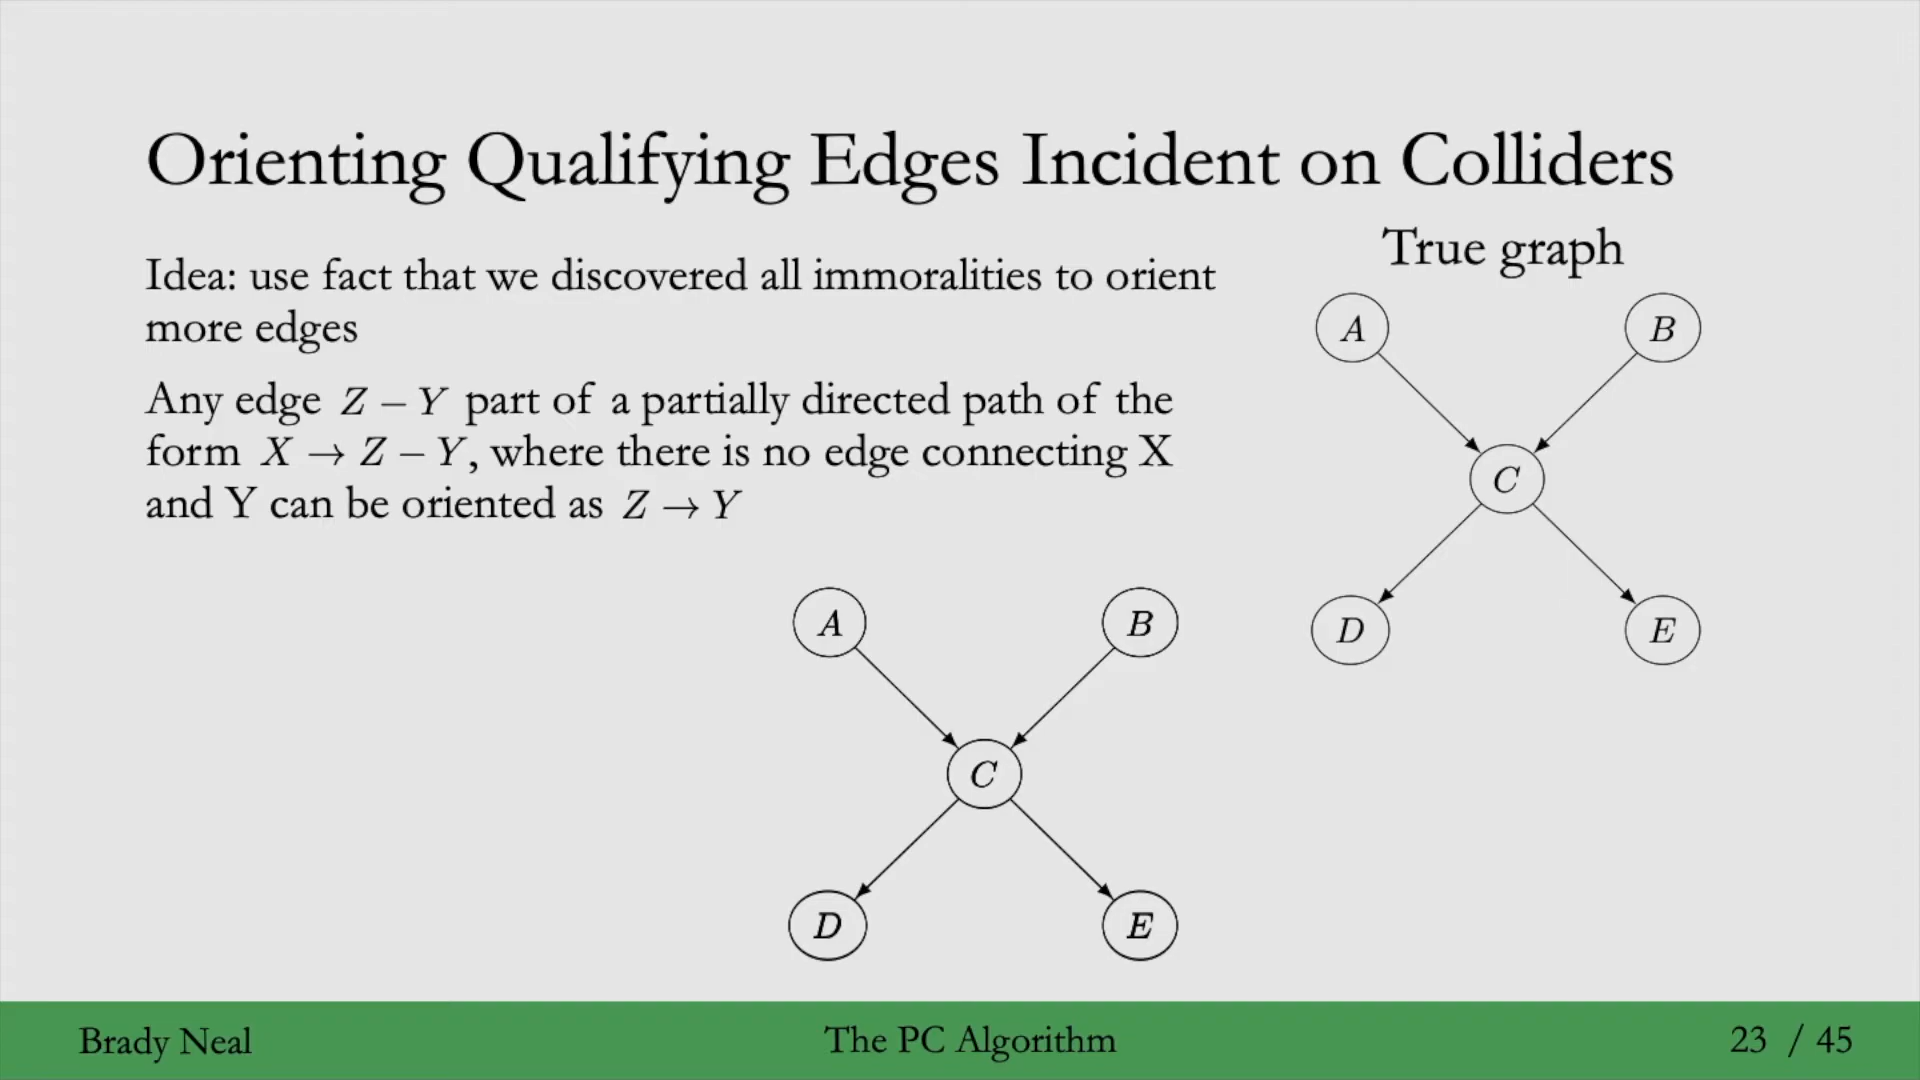 Orienting Qualifying Edges Incident on Colliders
Idea: use fact that we discovered all immoralities to orient
more edges
Any edge Z – Y part of a partially directed path of the
form X → Z – Y, where there is no edge connecting X
and Y can be oriented as Z → Y
True graph
A
B
C
D
E
A
B
C
D
E
Brady Neal
The PC Algorithm
23 / 45